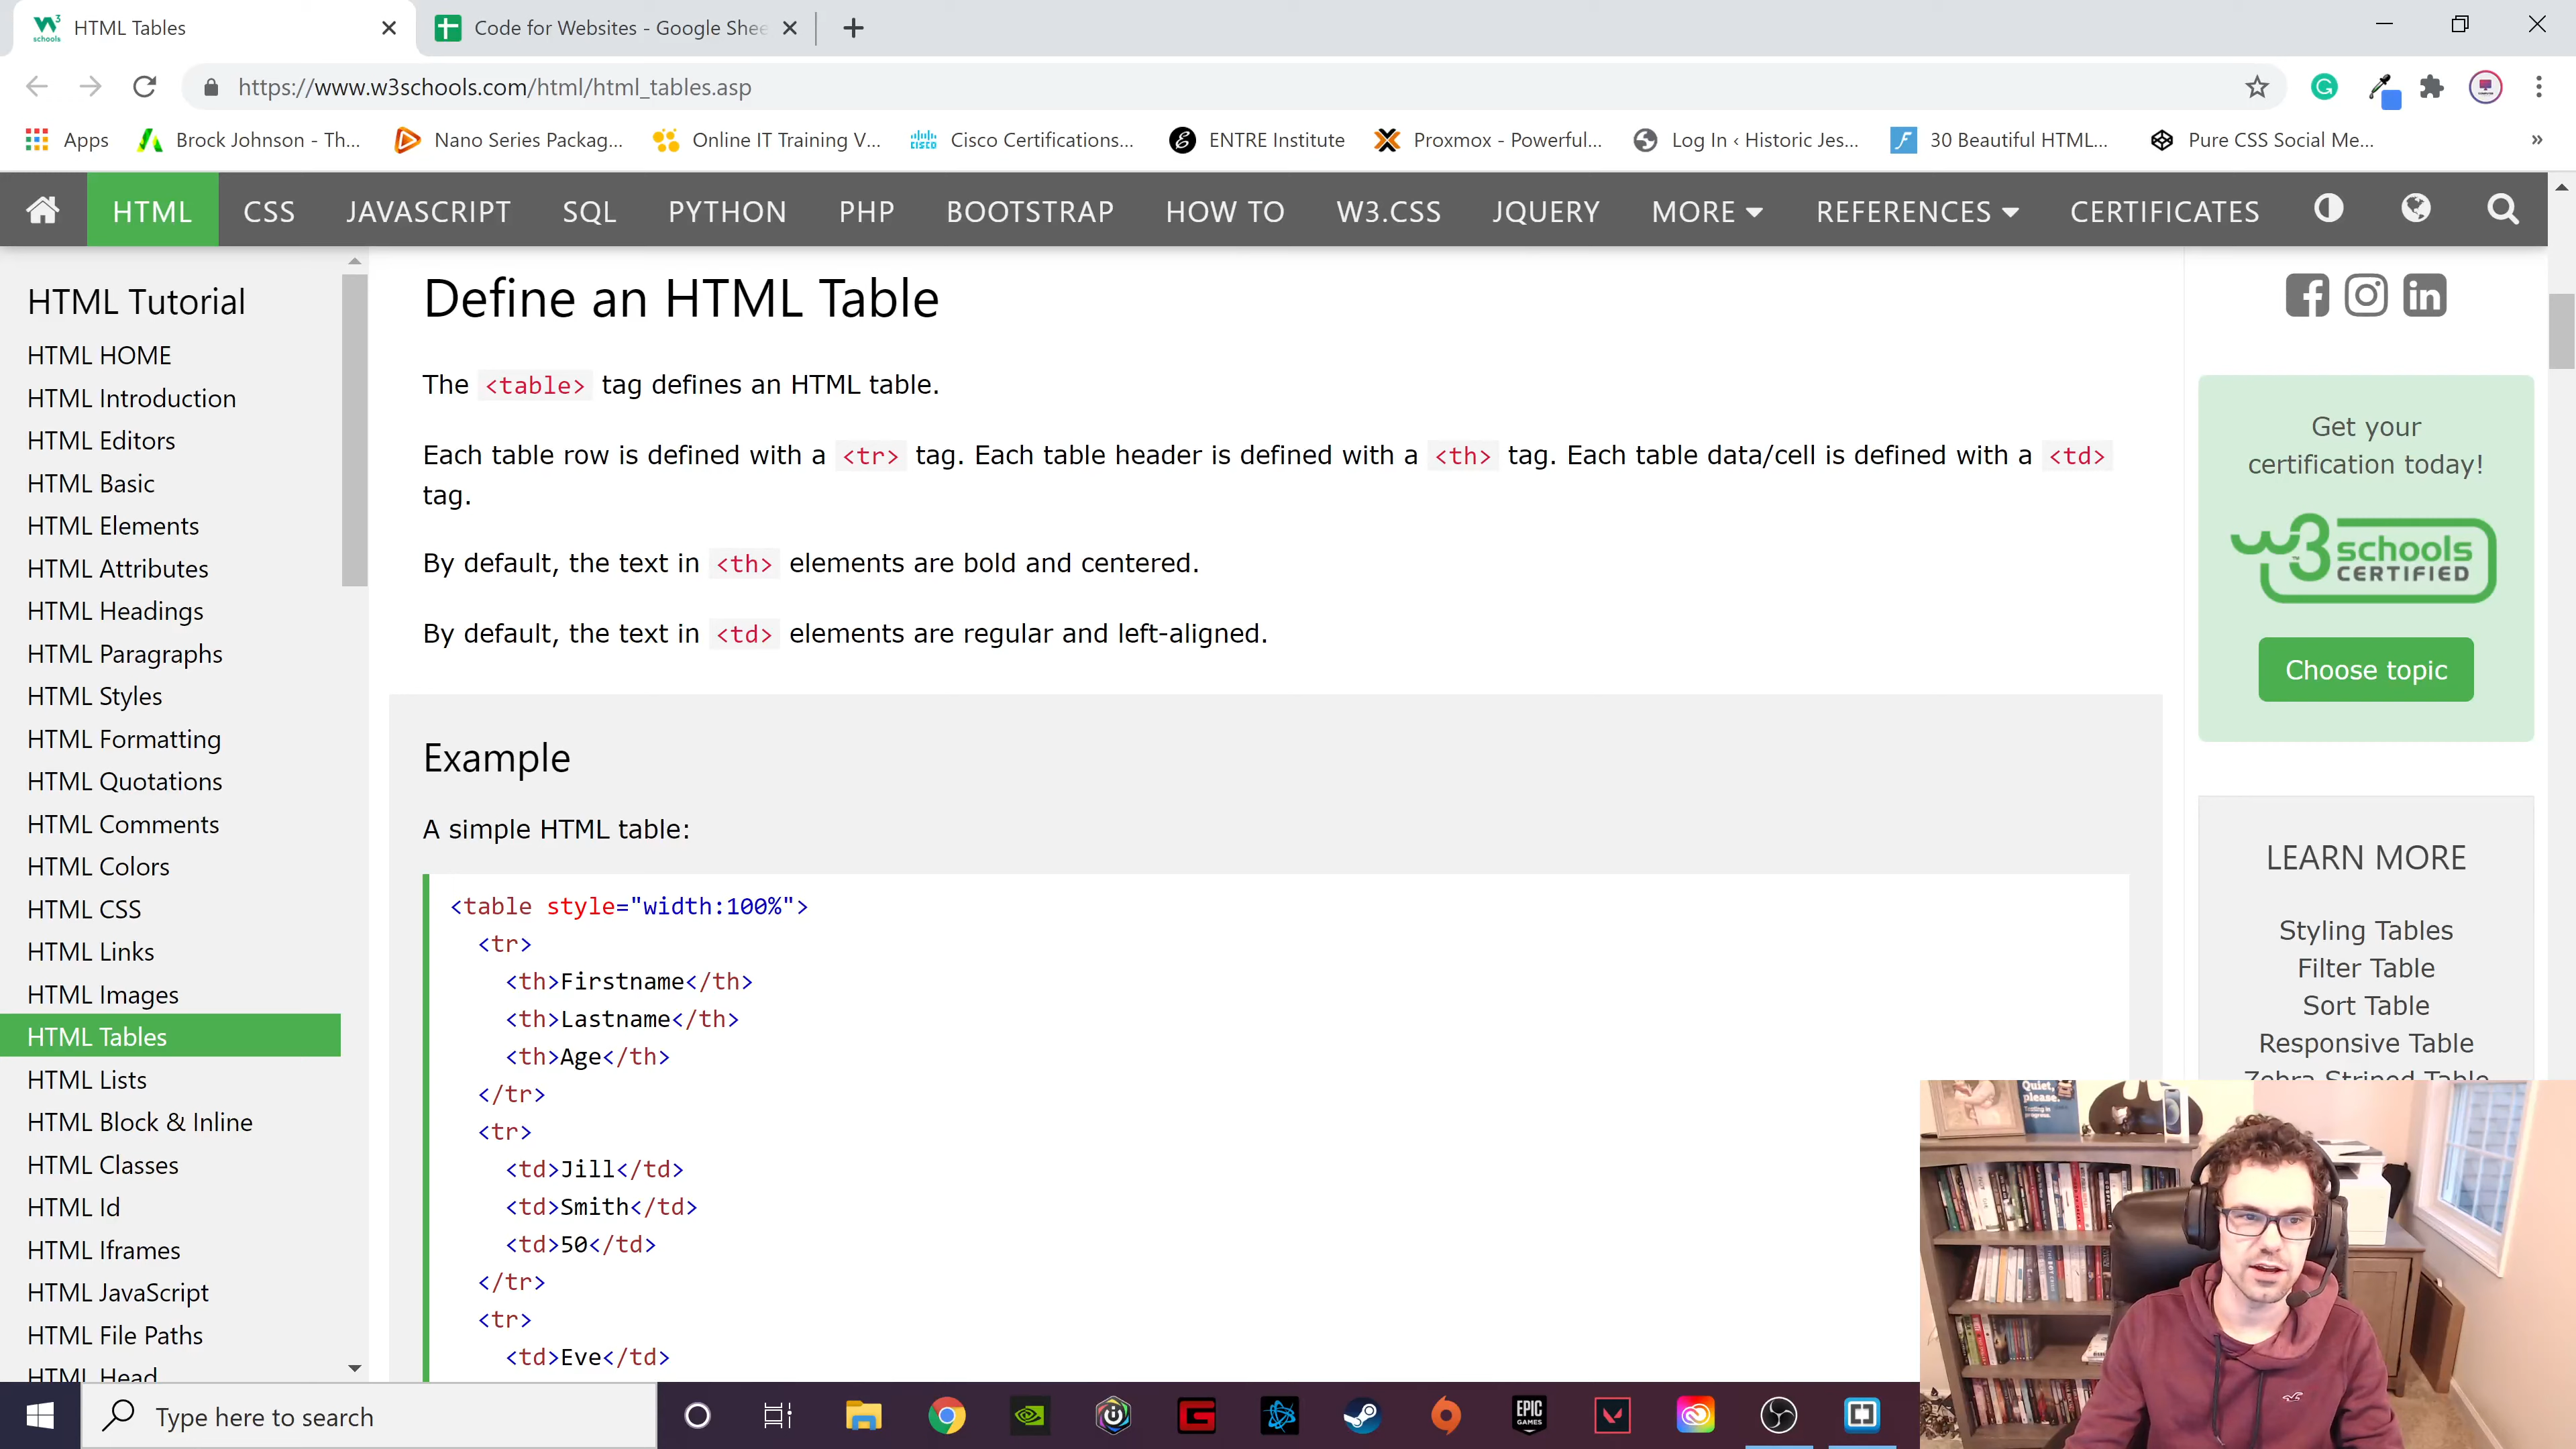 HTML Tables
Code for Websites - Google Shee
https://www.w3schools.com/html/html_tables.asp
Apps
Brock Johnson - Th...
Nano Series Packag...
Online IT Training V...
Cisco Certifications...
ENTRE Institute
Proxmox - Powerful...
Log In ‹ Historic Jes...
30 Beautiful HTML...
Pure CSS Social Me...
»
HTML CSS JAVASCRIPT SQL PYTHON PHP BOOTSTRAP HOW TO W3.CSS JQUERY MORE REFERENCES CERTIFICATES
HTML Tutorial
HTML HOME
HTML Introduction
HTML Editors
HTML Basic
HTML Elements
HTML Attributes
HTML Headings
HTML Paragraphs
HTML Styles
HTML Formatting
HTML Quotations
HTML Comments
HTML Colors
HTML CSS
HTML Links
HTML Images
HTML Tables
HTML Lists
HTML Block & Inline
HTML Classes
HTML Id
HTML Iframes
HTML JavaScript
HTML File Paths
HTML Head
Define an HTML Table
The <table> tag defines an HTML table.
Each table row is defined with a <tr> tag. Each table header is defined with a <th> tag. Each table data/cell is defined with a <td>
tag.
By default, the text in <th> elements are bold and centered.
By default, the text in <td> elements are regular and left-aligned.
Example
A simple HTML table:
<table style="width:100%">
<tr>
<th>Firstname</th>
<th>Lastname</th>
<th>Age</th>
</tr>
<tr>
<td>Jill</td>
<td>Smith</td>
<td>50</td>
</tr>
<tr>
<td>Eve</td>
Get your
certification today!
w3schools
CERTIFIED
Choose topic
LEARN MORE
Styling Tables
Filter Table
Sort Table
Responsive Table
Zebra Striped Table
Quiet,
please.
Type here to search
EPIC
GAMES